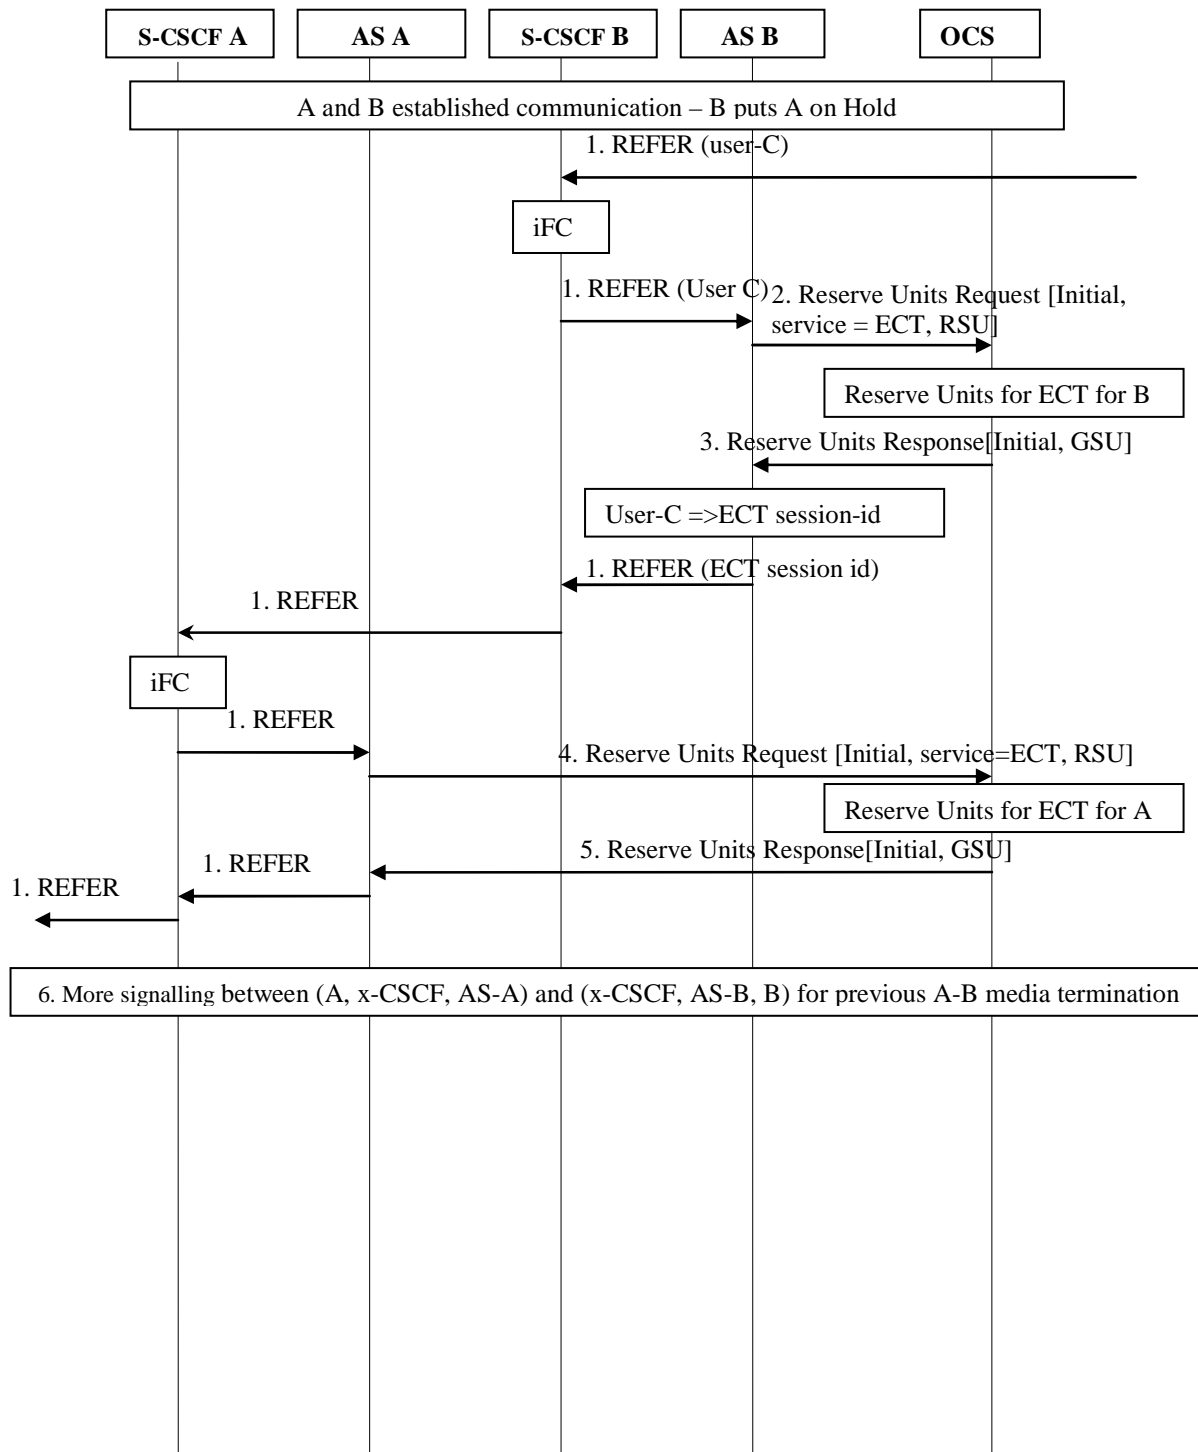 S-CSCF A
AS A
S-CSCF B
AS B
OCS
A and B established communication – B puts A on Hold
1. REFER (user-C)
iFC
1. REFER (User C)
2. Reserve Units Request [Initial,
service = ECT, RSU]
Reserve Units for ECT for B
3. Reserve Units Response[Initial, GSU]
User-C =>ECT session-id
1. REFER (ECT session id)
1. REFER
iFC
1. REFER
4. Reserve Units Request [Initial, service=ECT, RSU]
Reserve Units for ECT for A
5. Reserve Units Response[Initial, GSU]
1. REFER
1. REFER
6. More signalling between (A, x-CSCF, AS-A) and (x-CSCF, AS-B, B) for previous A-B media termination